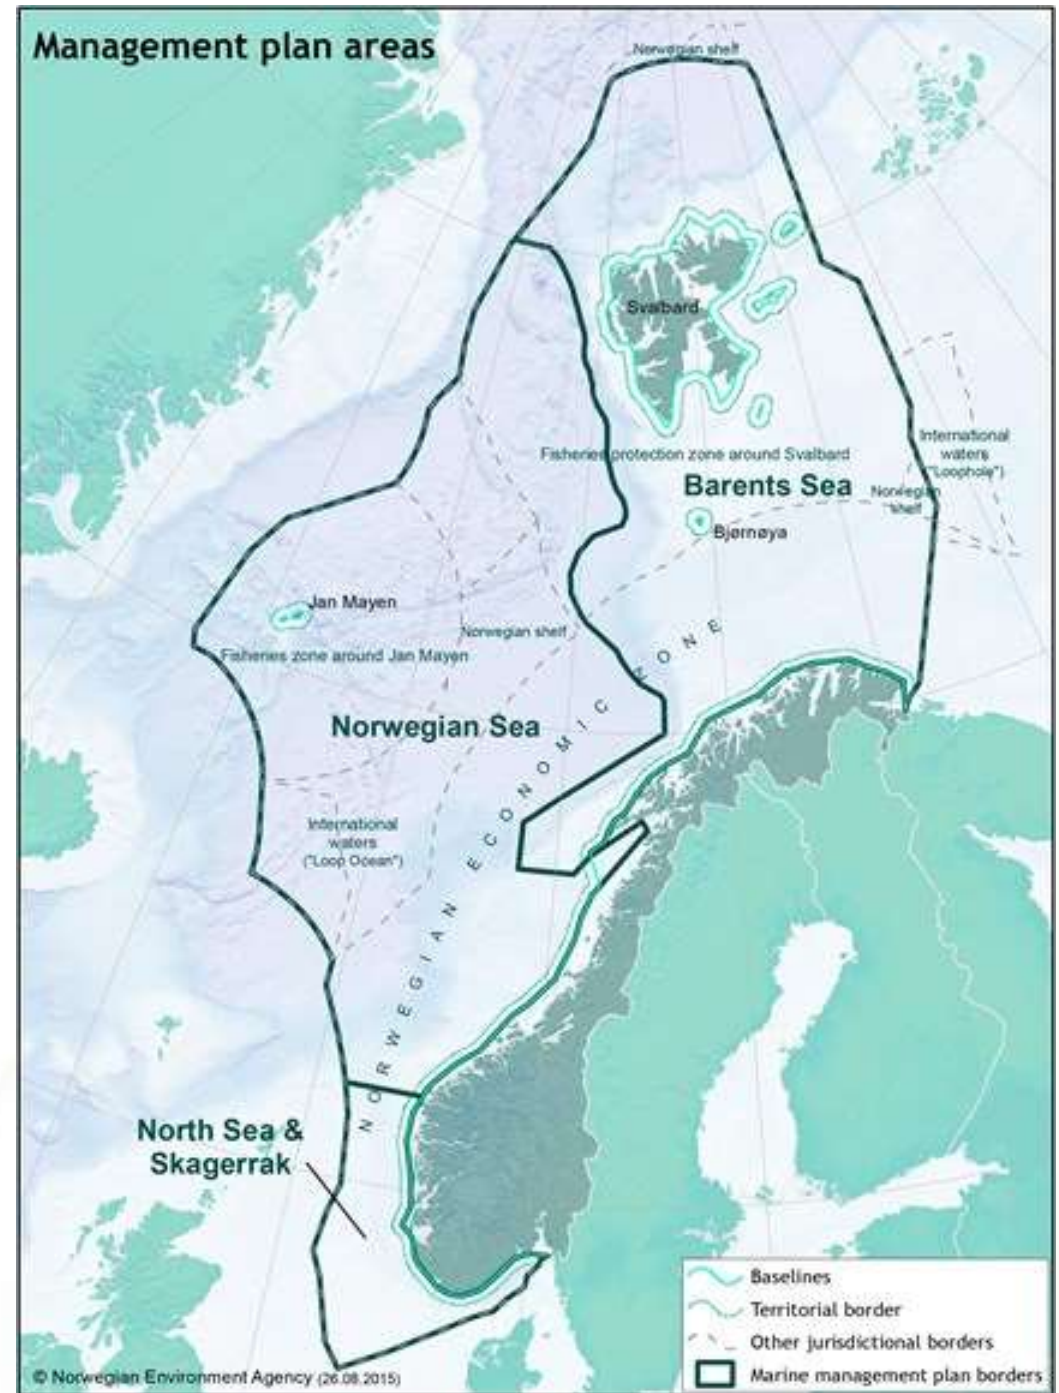 Management plan areas
Norwegian shelf
Svalbard
International
waters
("Loophole")
Fisheries protection zone around Svalbard
Barents Sea
Norwegian
shelf
Bjørnøya
Jan Mayen
Norwegian shelf
Fisheries zone around Jan Mayen
Norwegian Sea
NORWEGIAN ECONOMIC ZONE
International
waters
("Loop Ocean")
North Sea &
Skagerrak
Baselines
Territorial border
Other jurisdictional borders
Marine management plan borders
© Norwegian Environment Agency (26.08.2015)